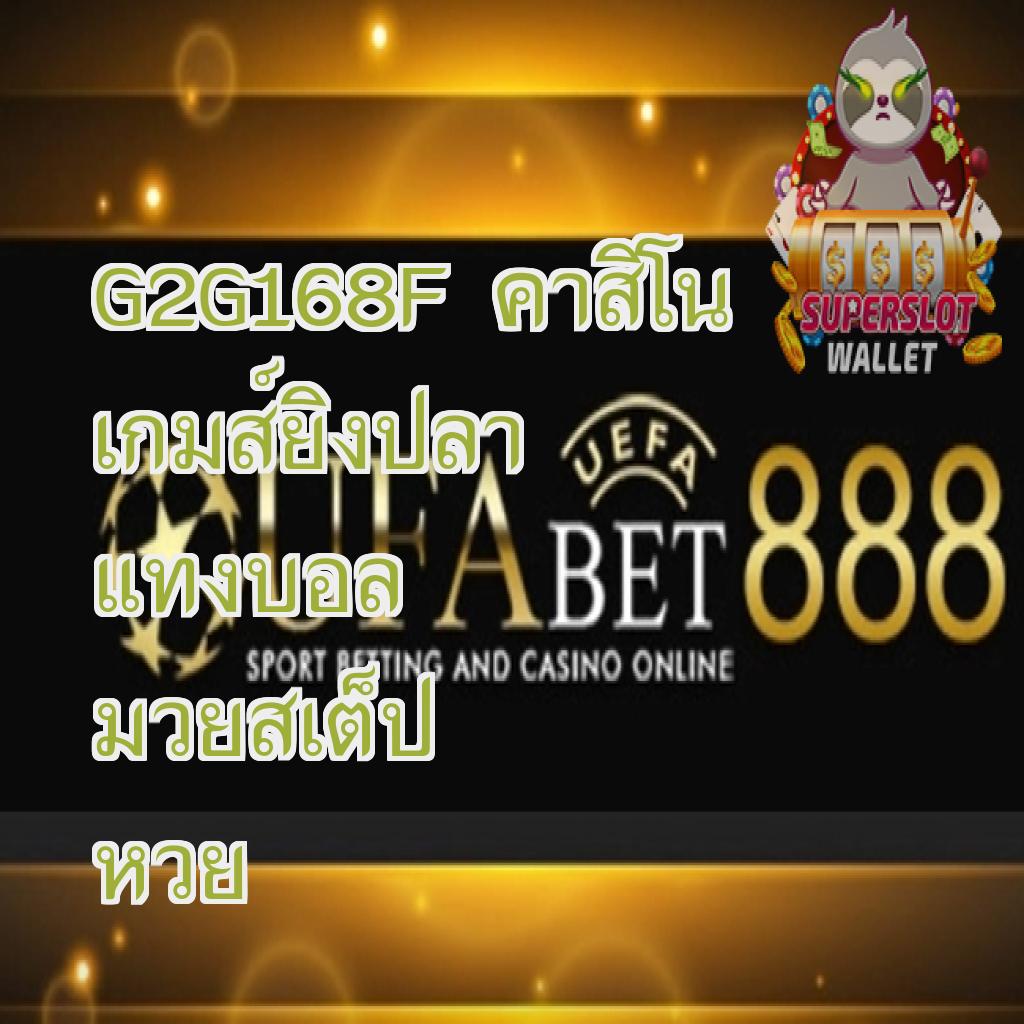 G2G168F คาสิโน
SUPERSLOT
WALLET
เกมส์ยิงปลา
UEFA
UFABET888
แทงบอล
SPORT BETTING AND CASINO ONLINE
มวยสเต็ป
หวย